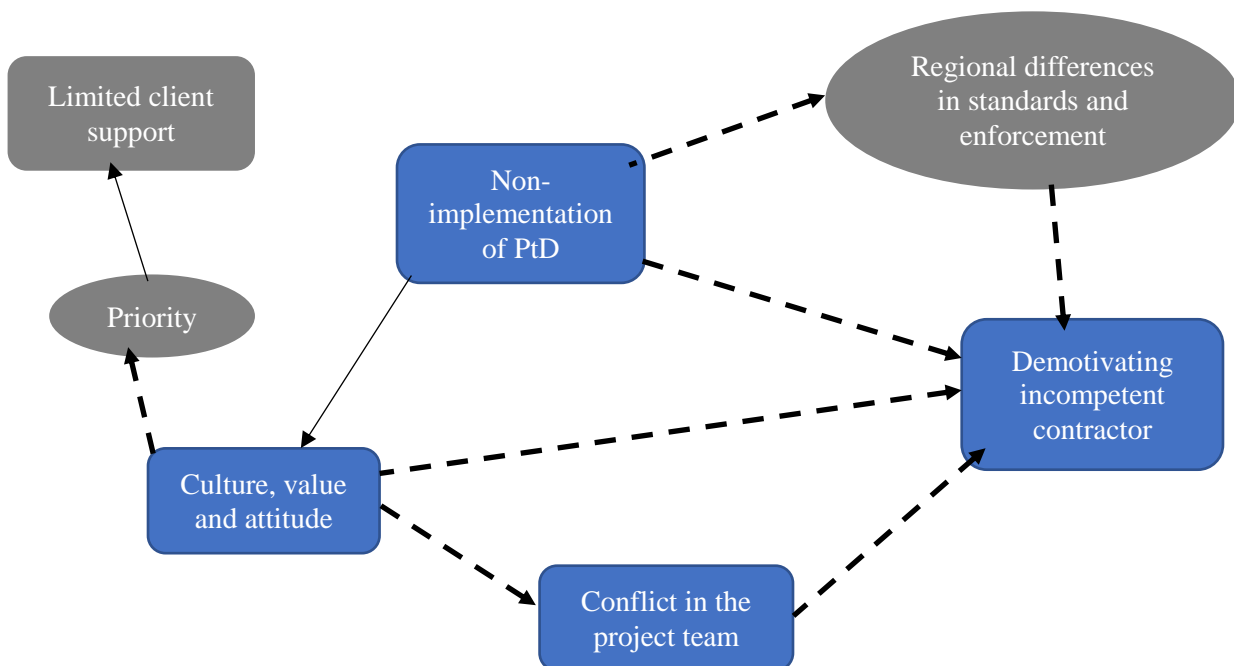 Limited client
support
Regional differences
in standards and
enforcement
Non-
implementation
of PtD
Priority
Demotivating
incompetent
contractor
Culture, value
and attitude
Conflict in the
project team